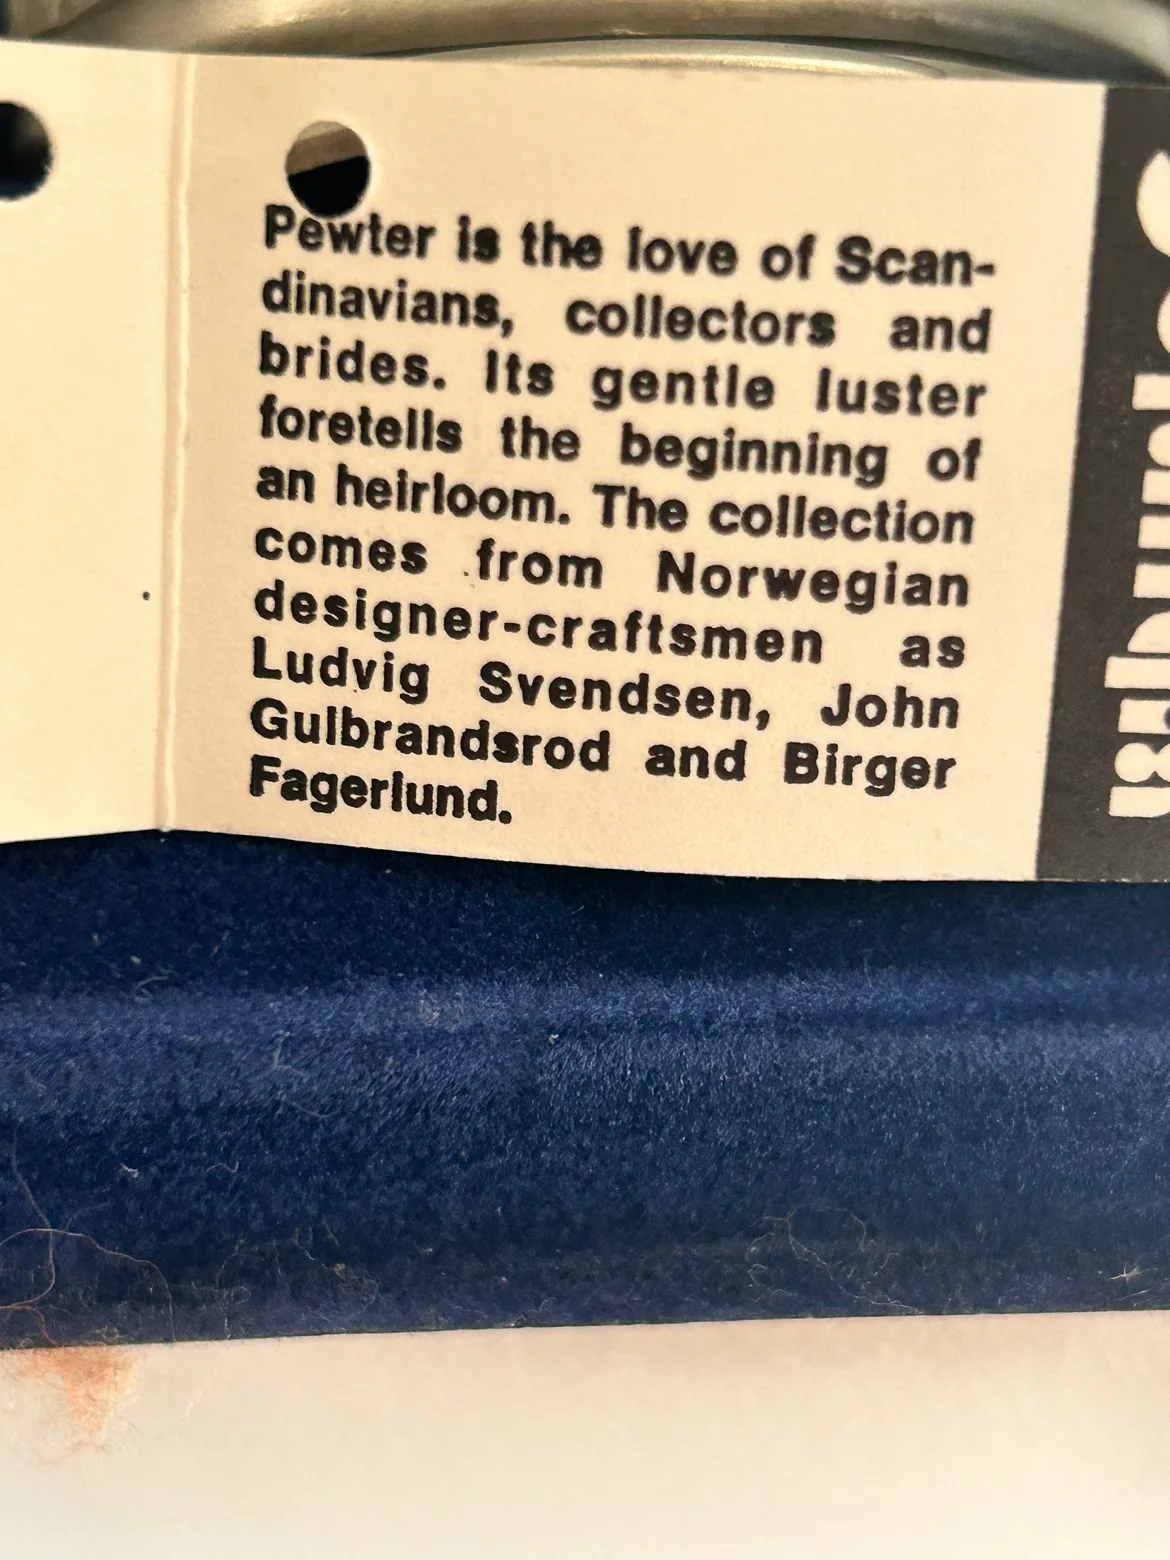 Pewter is the love of Scan-
dinavians, collectors and
brides. Its gentle luster
foretells the beginning of
an heirloom. The collection
comes from Norwegian
designer-craftsmen as
Ludvig Svendsen, John
Gulbrandsrod and Birger
Fagerlund.